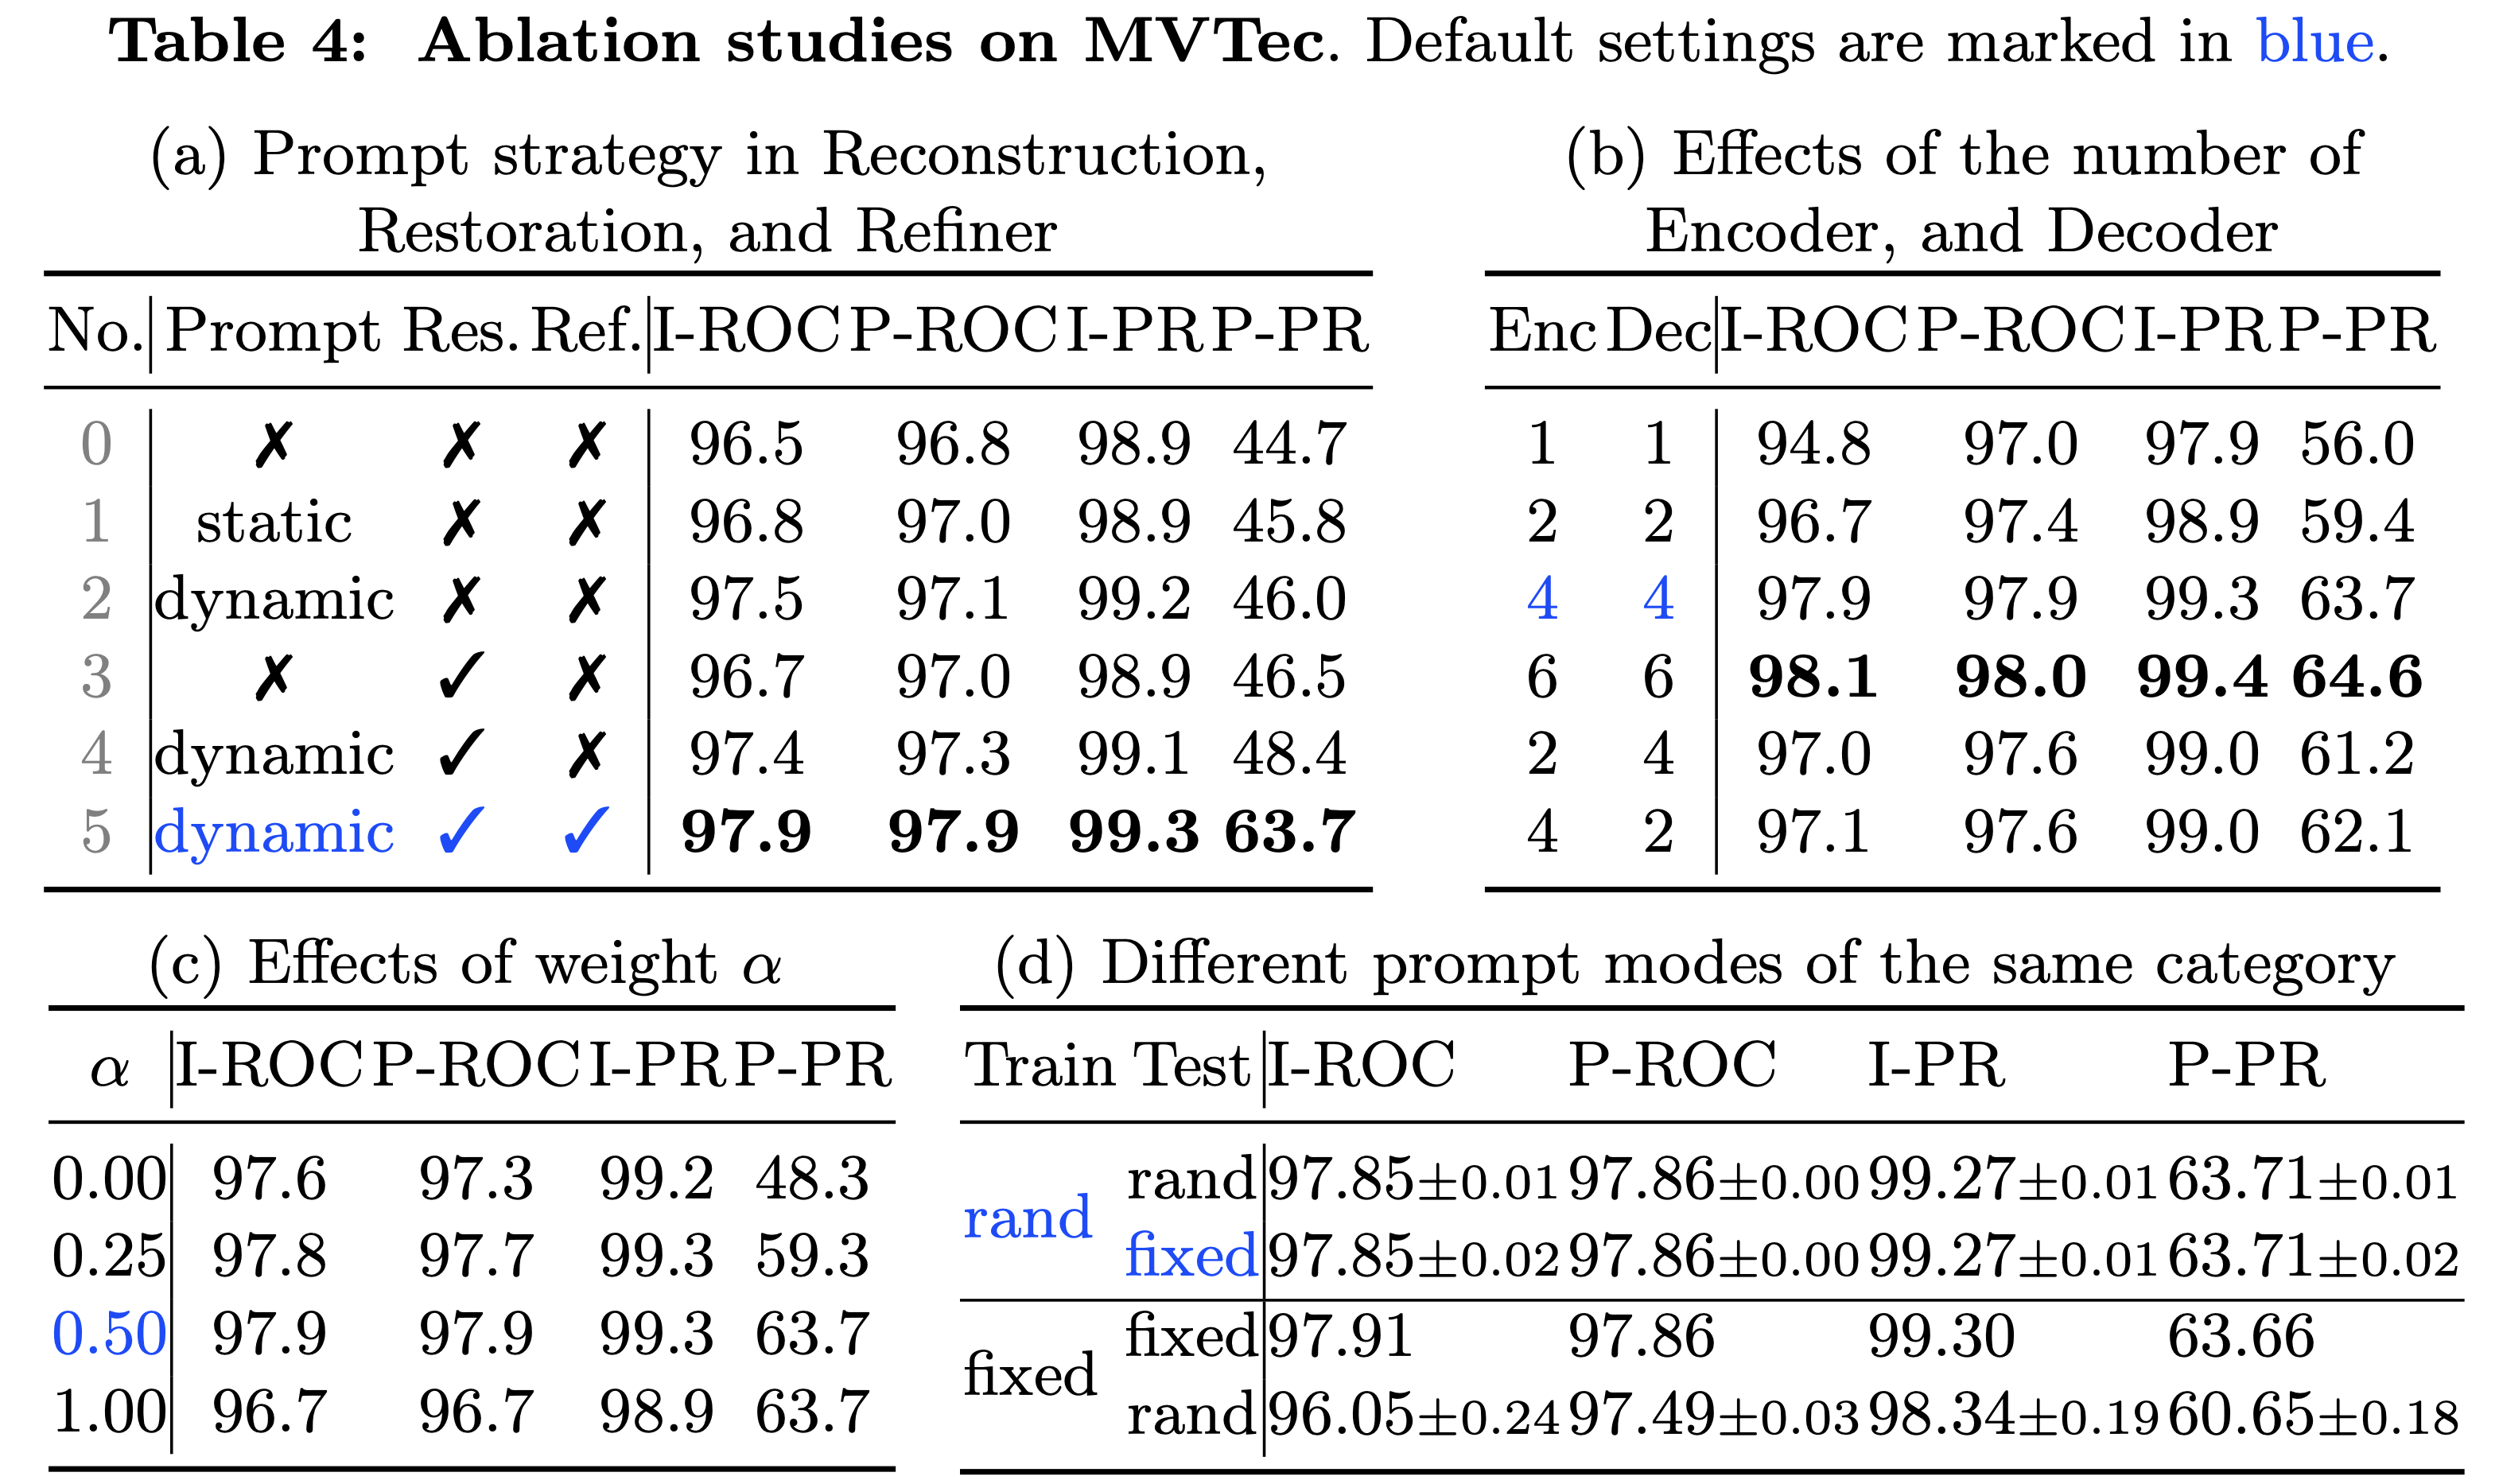 Table 4: Ablation studies on MVTec. Default settings are marked in blue.
(a) Prompt strategy in Reconstruction,
Restoration, and Refiner
No. Prompt Res. Ref. I-ROC P-ROC I-PR P-PR
0 ✗ ✗ ✗ 96.5 96.8 98.9 44.7
1 static ✗ ✗ 96.8 97.0 98.9 45.8
2 dynamic ✗ ✗ 97.5 97.1 99.2 46.0
3 ✗ ✓ ✗ 96.7 97.0 98.9 46.5
4 dynamic ✓ ✗ 97.4 97.3 99.1 48.4
5 dynamic ✓ ✓ 97.9 97.9 99.3 63.7
(b) Effects of the number of
Encoder, and Decoder
Enc Dec I-ROC P-ROC I-PR P-PR
1 1 94.8 97.0 97.9 56.0
2 2 96.7 97.4 98.9 59.4
4 4 97.9 97.9 99.3 63.7
6 6 98.1 98.0 99.4 64.6
2 4 97.0 97.6 99.0 61.2
4 2 97.1 97.6 99.0 62.1
(c) Effects of weight α
α I-ROC P-ROC I-PR P-PR
0.00 97.6 97.3 99.2 48.3
0.25 97.8 97.7 99.3 59.3
0.50 97.9 97.9 99.3 63.7
1.00 96.7 96.7 98.9 63.7
(d) Different prompt modes of the same category
Train Test I-ROC P-ROC I-PR P-PR
rand
rand 97.85±0.01 97.86±0.00 99.27±0.01 63.71±0.01
fixed 97.85±0.02 97.86±0.00 99.27±0.01 63.71±0.02
fixed
fixed 97.91 97.86 99.30 63.66
rand 96.05±0.24 97.49±0.03 98.34±0.19 60.65±0.18